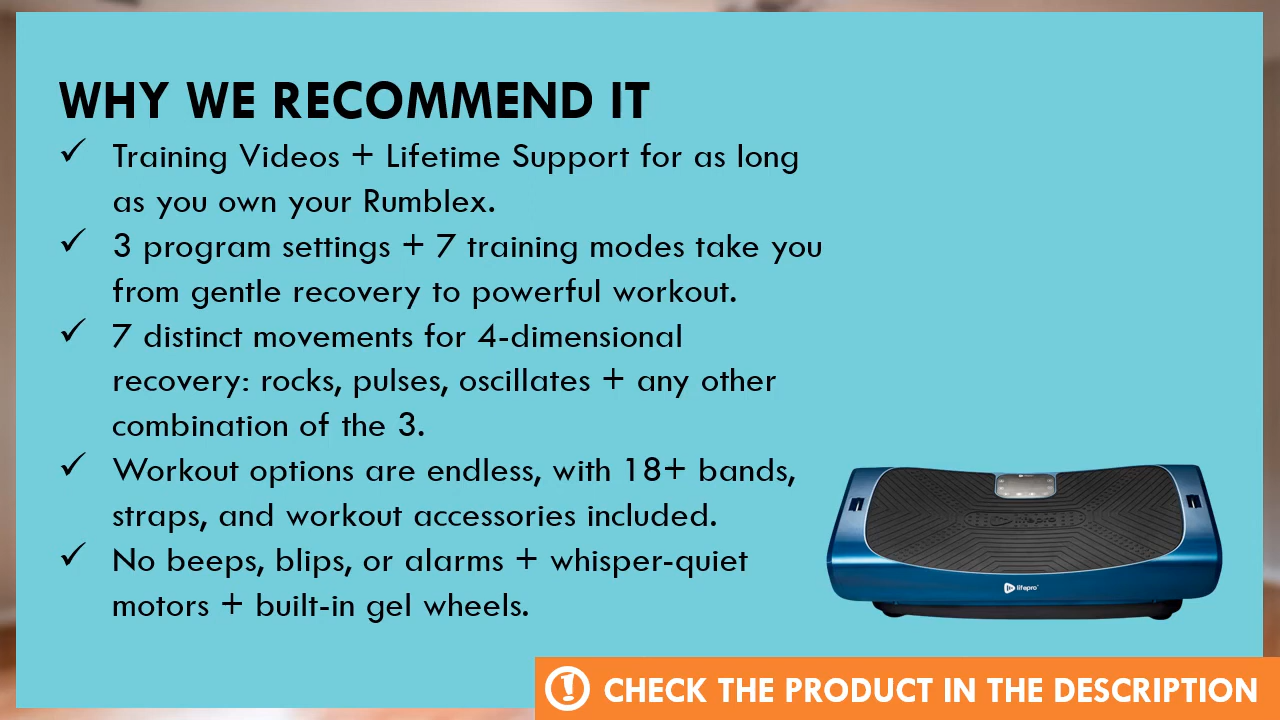 WHY WE RECOMMEND IT
✓ Training Videos + Lifetime Support for as long
as you own your Rumblex.
✓ 3 program settings + 7 training modes take you
from gentle recovery to powerful workout.
✓ 7 distinct movements for 4-dimensional
recovery: rocks, pulses, oscillates + any other
combination of the 3.
✓ Workout options are endless, with 18+ bands,
straps, and workout accessories included.
✓ No beeps, blips, or alarms + whisper-quiet
motors + built-in gel wheels.
lifepro
CHECK THE PRODUCT IN THE DESCRIPTION